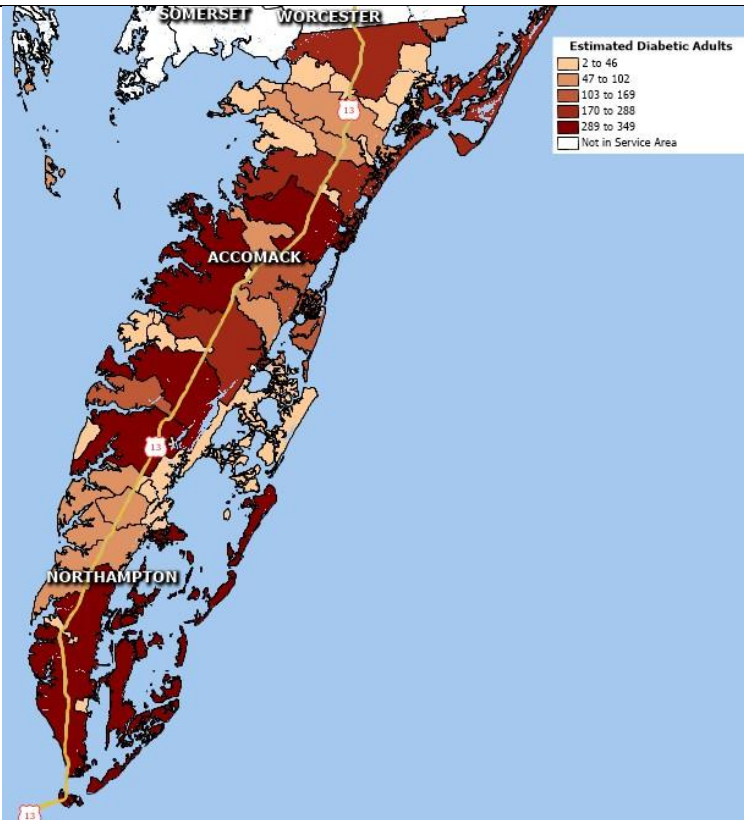 SOMERSET
WORCESTER
Estimated Diabetic Adults
2 to 46
47 to 102
103 to 169
170 to 288
289 to 349
Not in Service Area
13
ACCOMACK
13
NORTHAMPTON
13